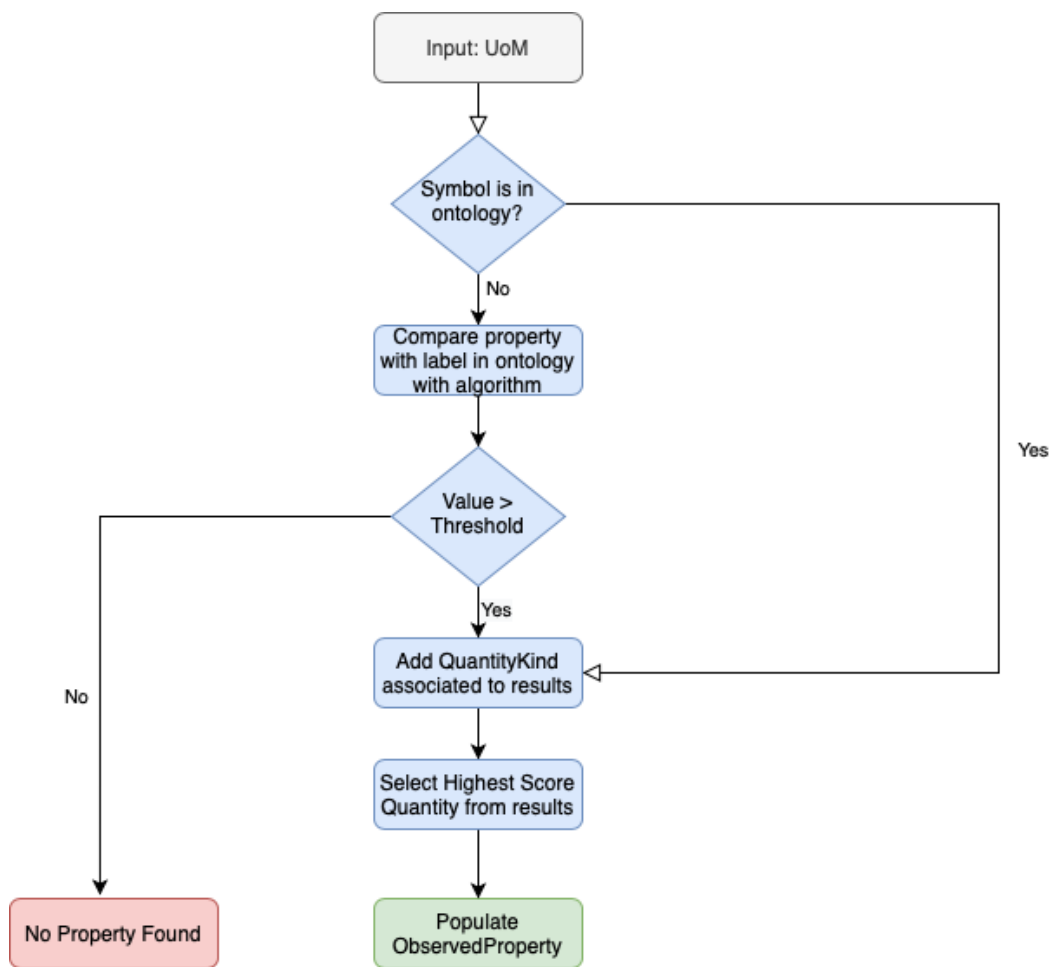 Input: UoM
Symbol is in
ontology?
No
Compare property
with label in ontology
with algorithm
Yes
Value >
Threshold
Yes
Add QuantityKind
associated to results
No
Select Highest Score
Quantity from results
No Property Found
Populate
ObservedProperty